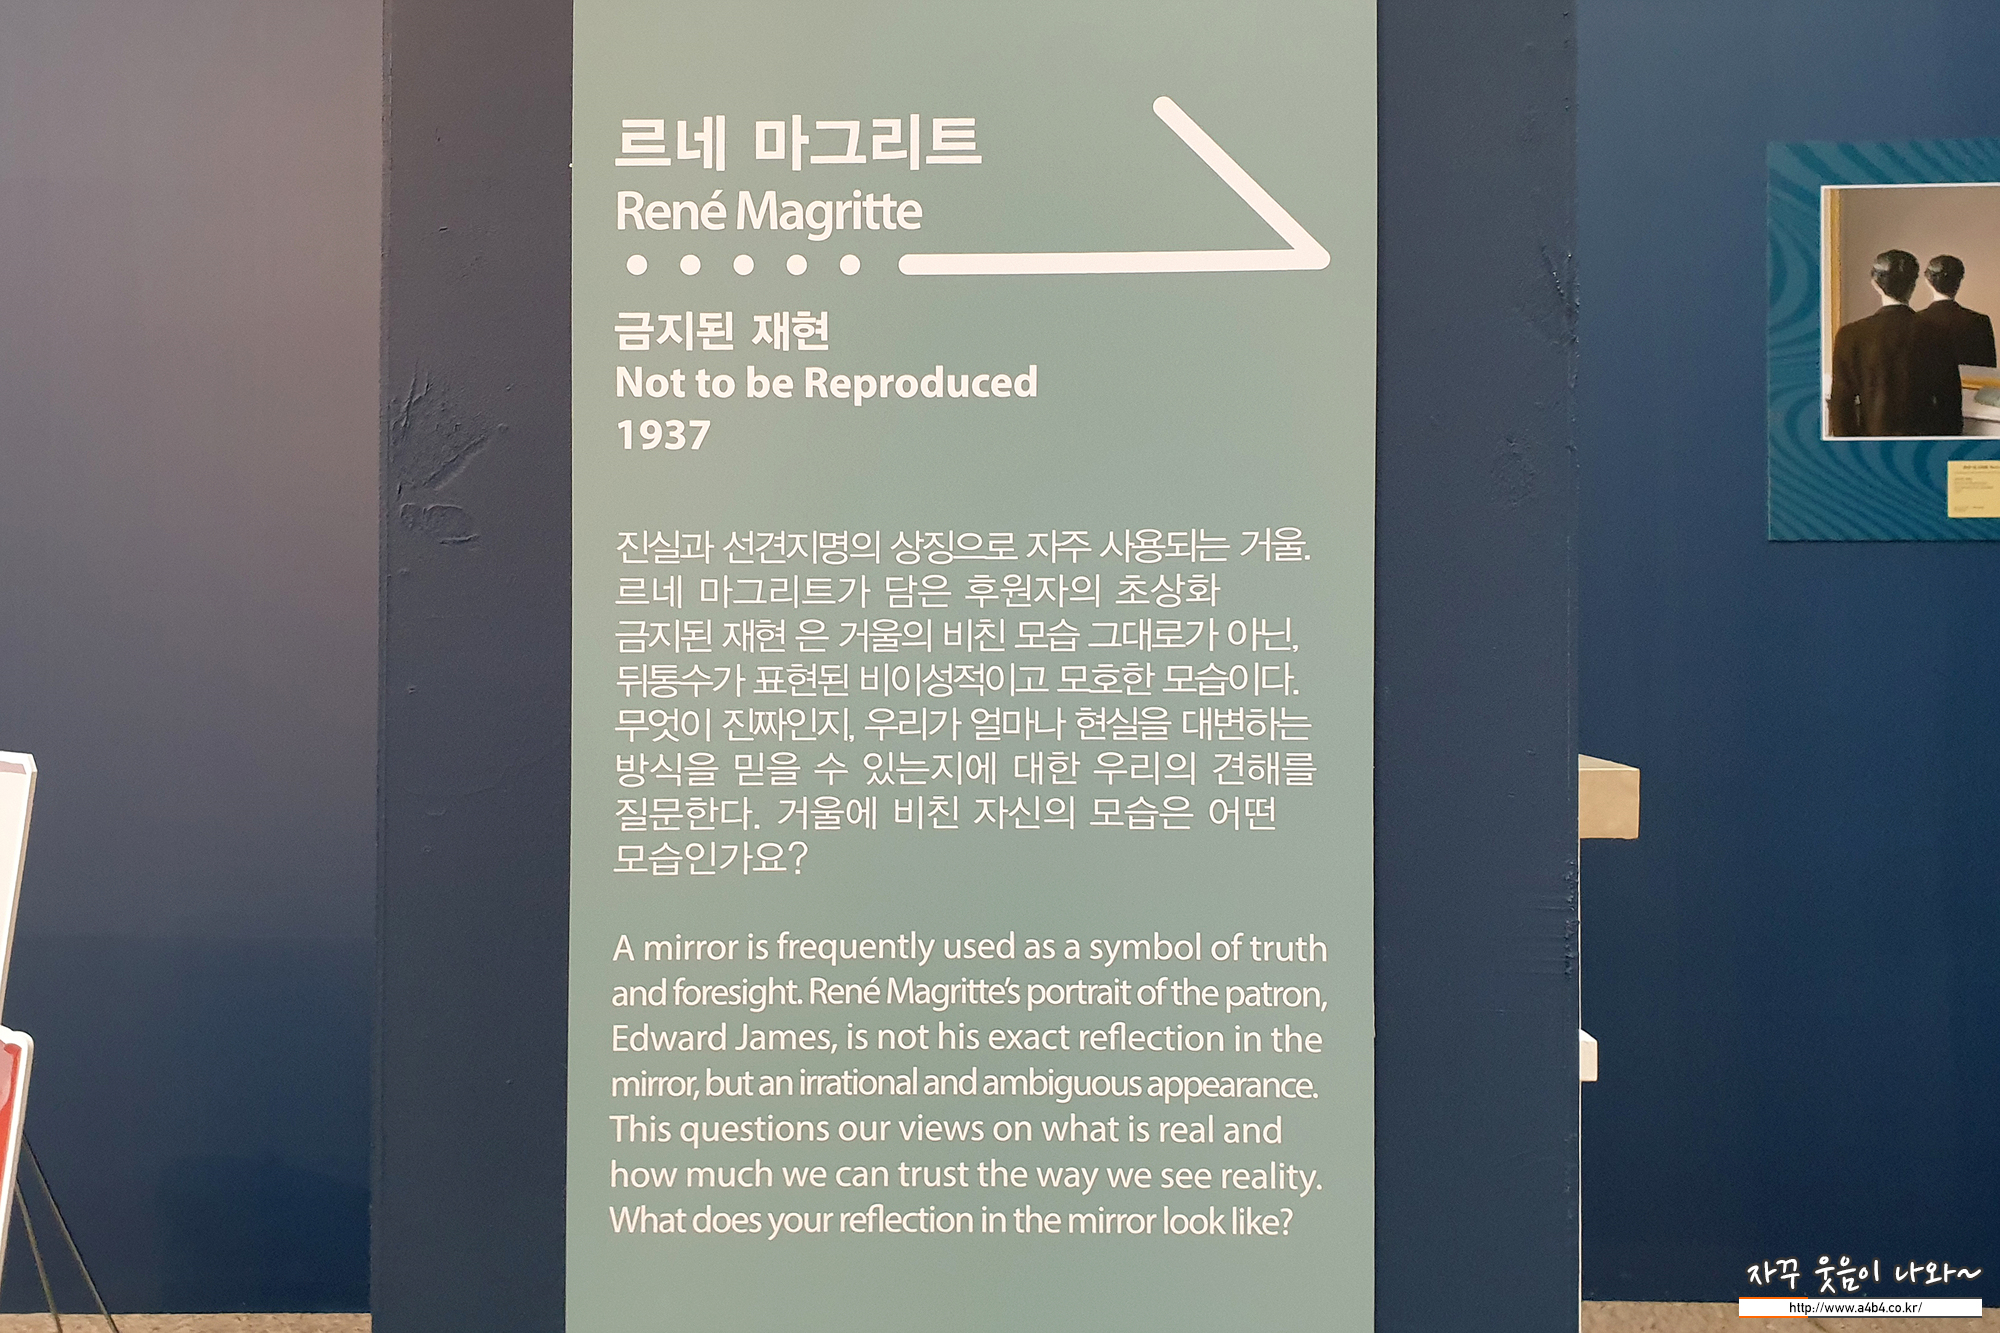 르네 마그리트
René Magritte
금지된 재현
Not to be Reproduced
1937
진실과 선견지명의 상징으로 자주 사용되는 거울.
르네 마그리트가 담은 후원자의 초상화
금지된 재현 은 거울의 비친 모습 그대로가 아닌,
뒤통수가 표현된 비이성적이고 모호한 모습이다.
무엇이 진짜인지, 우리가 얼마나 현실을 대변하는
방식을 믿을 수 있는지에 대한 우리의 견해를
질문한다. 거울에 비친 자신의 모습은 어떤
모습인가요?
A mirror is frequently used as a symbol of truth
and foresight. René Magritte's portrait of the patron,
Edward James, is not his exact reflection in the
mirror, but an irrational and ambiguous appearance.
This questions our views on what is real and
how much we can trust the way we see reality.
What does your reflection in the mirror look like?
자꾸 웃음이 나와~
http://www.a4b4.co.kr/